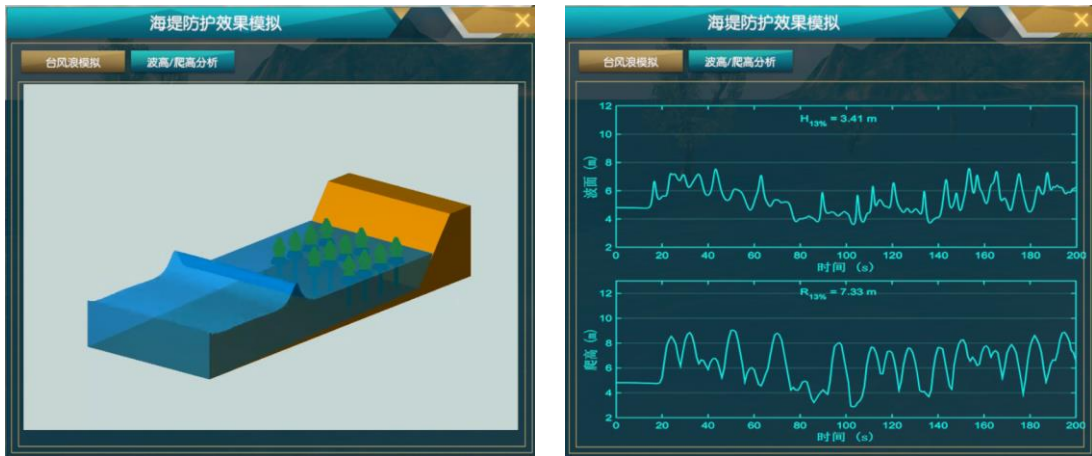 海堤防护效果模拟
台风浪模拟 波高/爬高分析
海堤防护效果模拟
台风浪模拟 波高/爬高分析
12
H13% = 3.41 m
10
8
6
4
2
波面 (m)
0 20 40 60 80 100 120 140 160 180 200
时间 (s)
12
R13% = 7.33 m
10
8
6
4
2
爬高 (m)
0 20 40 60 80 100 120 140 160 180 200
时间 (s)